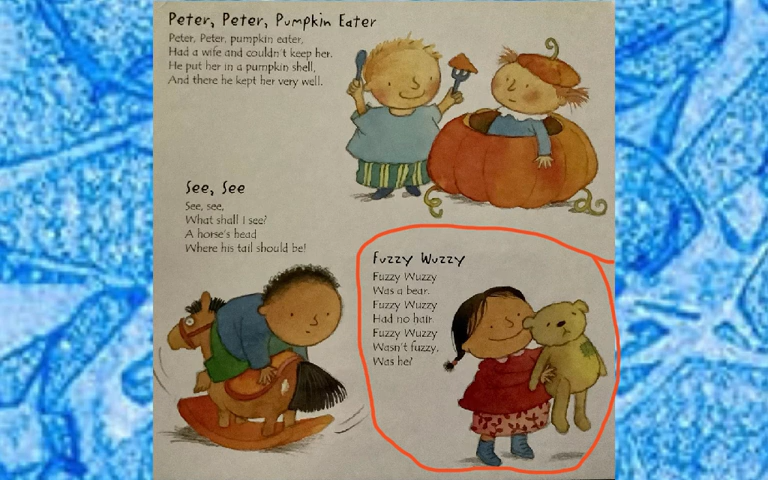 Peter, Peter, Pumpkin Eater
Peter, Peter, pumpkin eater,
Had a wife and couldn't keep her.
He put her in a pumpkin shell,
And there he kept her very well.
See, See
See, see,
What shall I see?
A horse's head
Where his tail should be!
Fuzzy Wuzzy
Fuzzy Wuzzy
Was a bear.
Fuzzy Wuzzy
Had no hair.
Fuzzy Wuzzy
Wasn't fuzzy,
Was he?